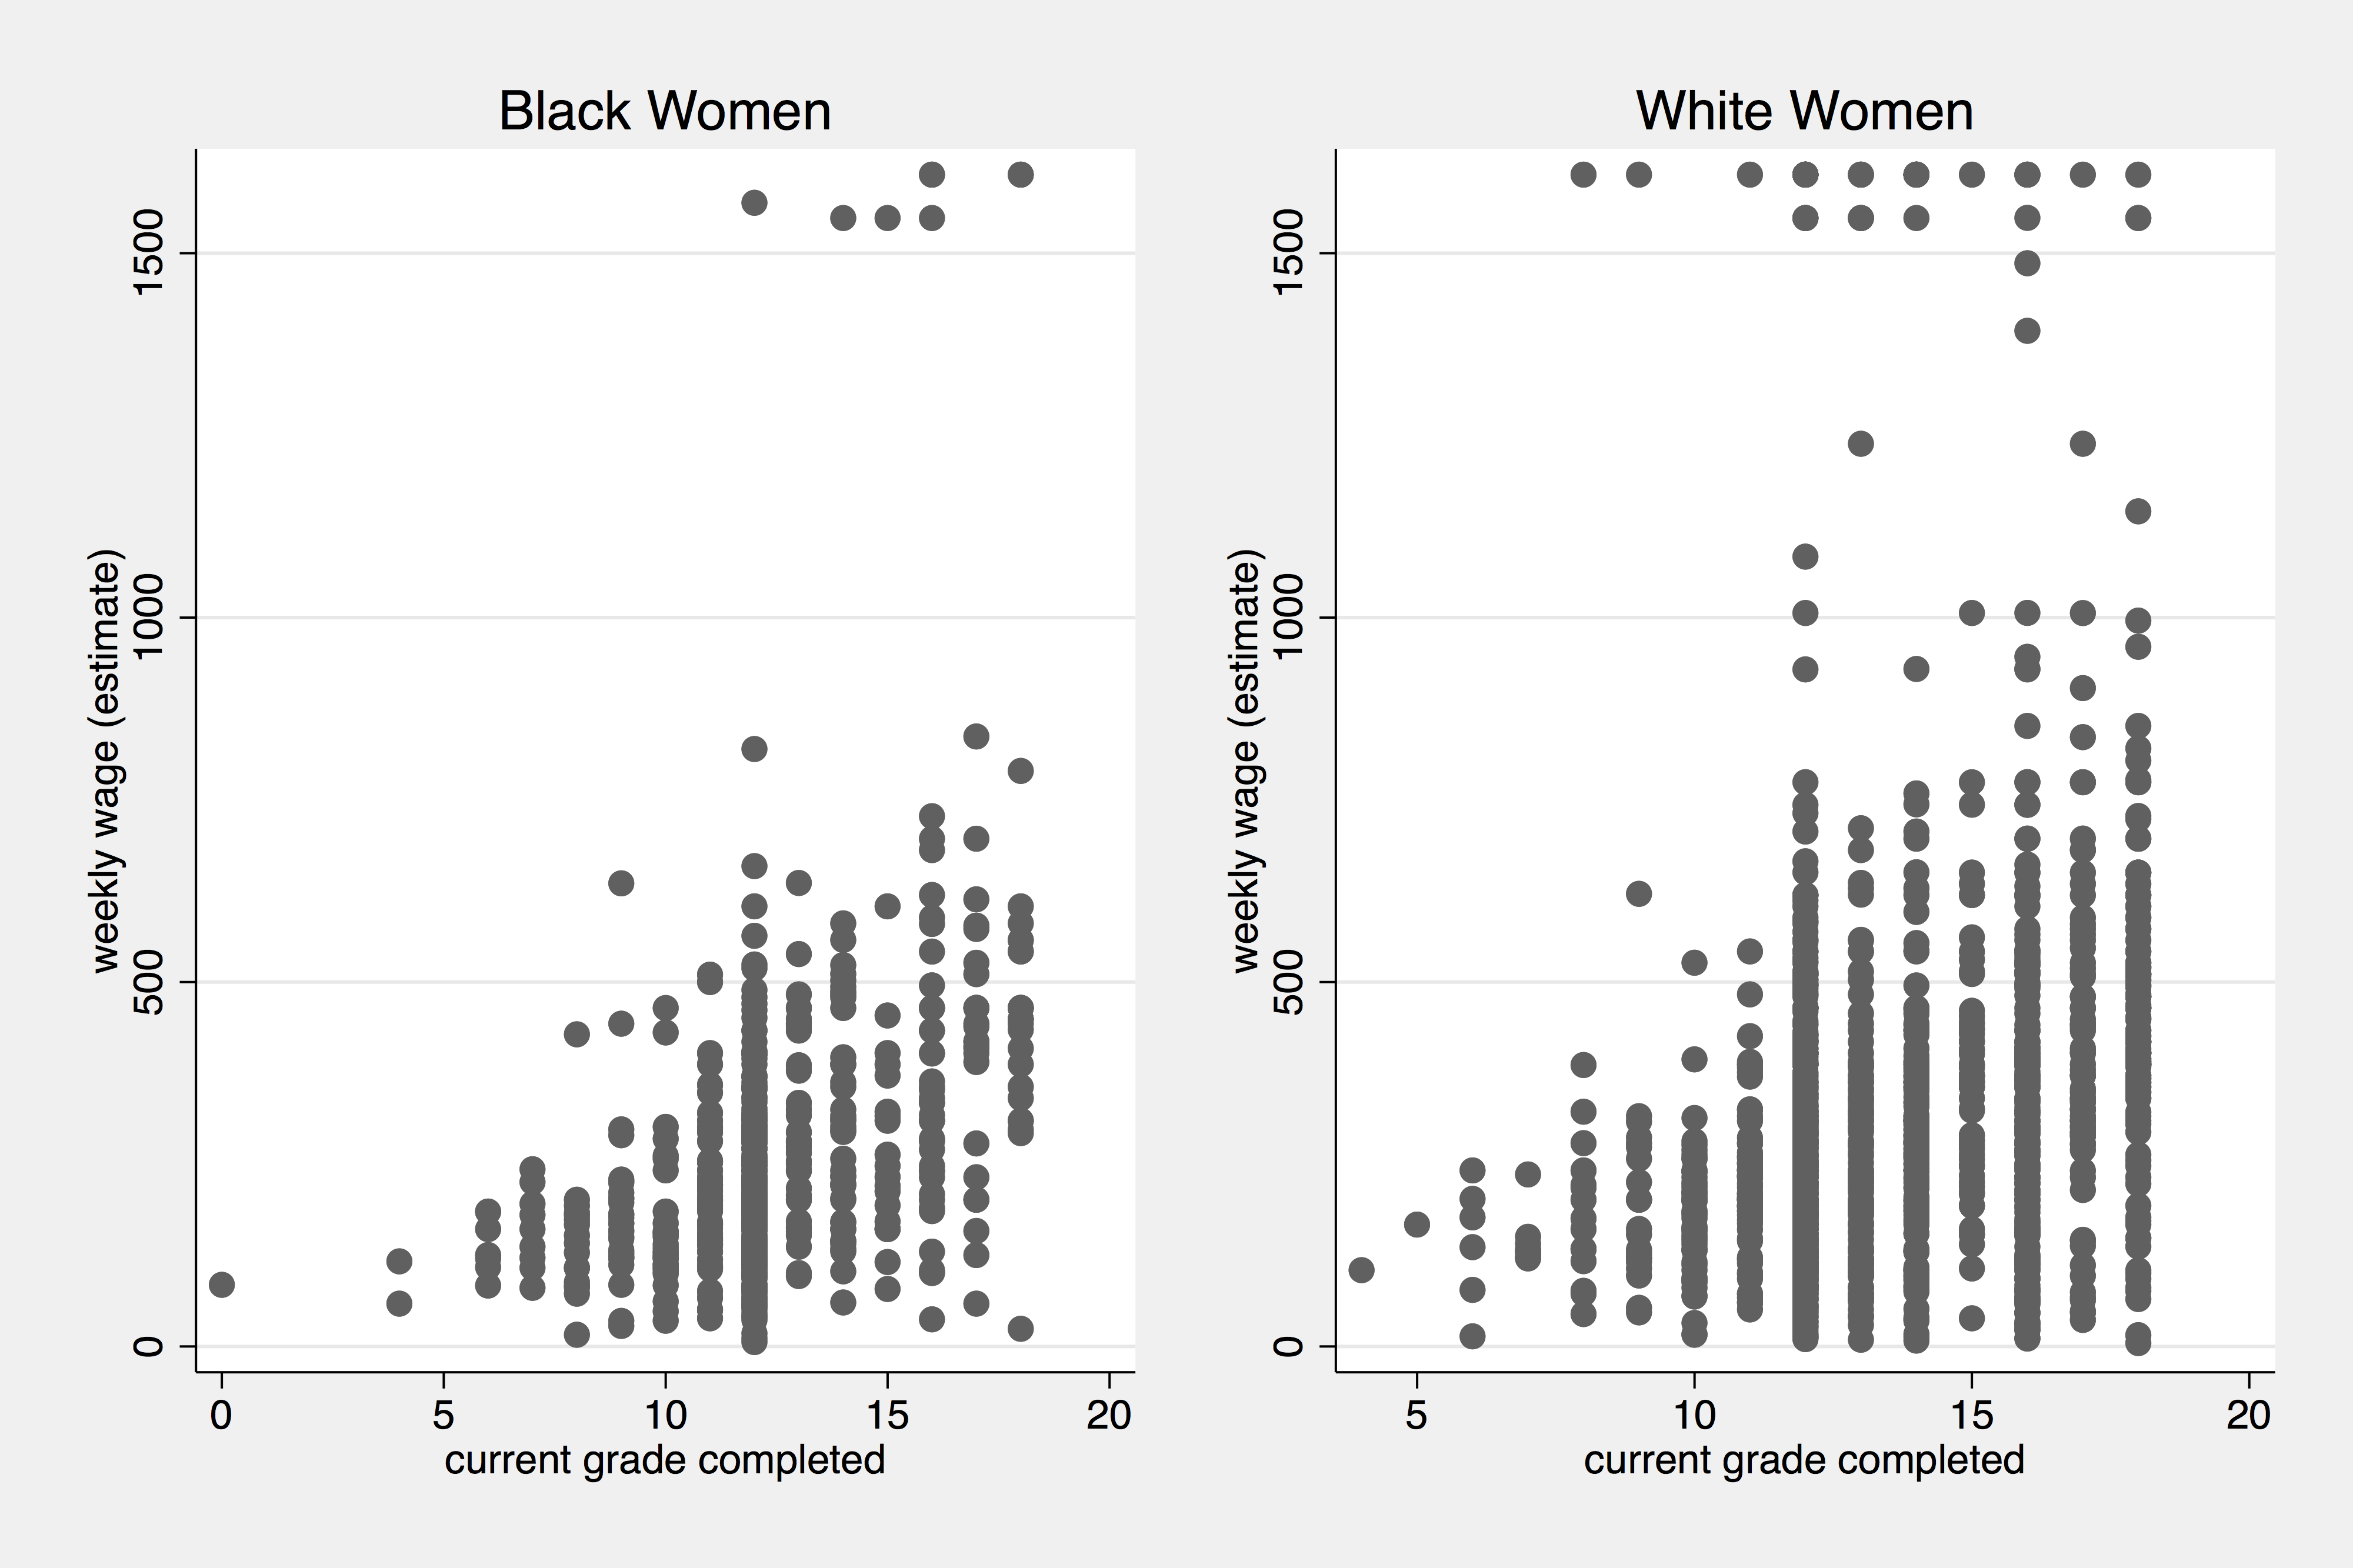 Black Women
weekly wage (estimate)
1500
1000
500
0
0 5 10 15 20
current grade completed
White Women
weekly wage (estimate)
1500
1000
500
0
5 10 15 20
current grade completed